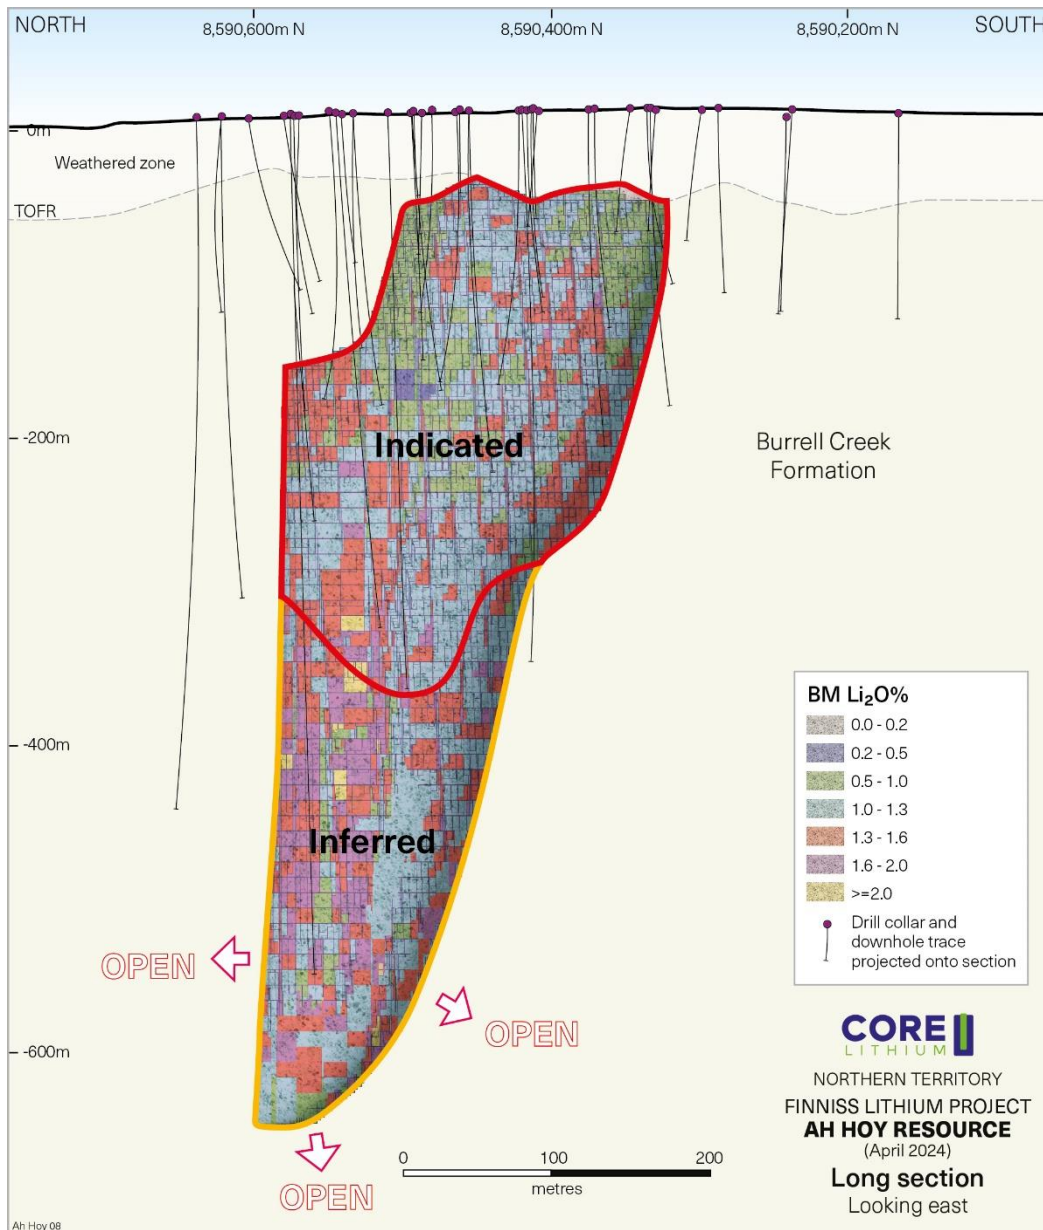 NORTH
8,590,600m N
8,590,400m N
8,590,200m N
SOUTH
0m
Weathered zone
TOFR
-200m
Indicated
Burrell Creek
Formation
-400m
Inferred
BM Li₂O%
0.0 - 0.2
0.2 - 0.5
0.5 - 1.0
1.0 - 1.3
1.3 - 1.6
1.6 - 2.0
>=2.0
Drill collar and
downhole trace
projected onto section
OPEN
OPEN
-600m
OPEN
0 100 200
metres
CORE
LITHIUM
NORTHERN TERRITORY
FINNISS LITHIUM PROJECT
AH HOY RESOURCE
(April 2024)
Long section
Looking east
Ah Hoy 08